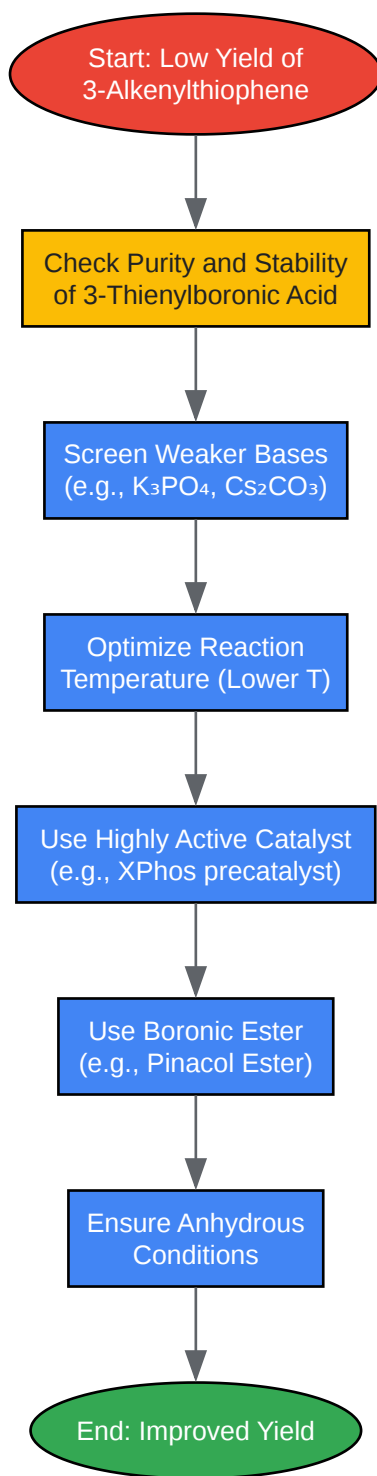 Start: Low Yield of
3-Alkenylthiophene
Check Purity and Stability
of 3-Thienylboronic Acid
Screen Weaker Bases
(e.g., K₃PO₄, Cs₂CO₃)
Optimize Reaction
Temperature (Lower T)
Use Highly Active Catalyst
(e.g., XPhos precatalyst)
Use Boronic Ester
(e.g., Pinacol Ester)
Ensure Anhydrous
Conditions
End: Improved Yield